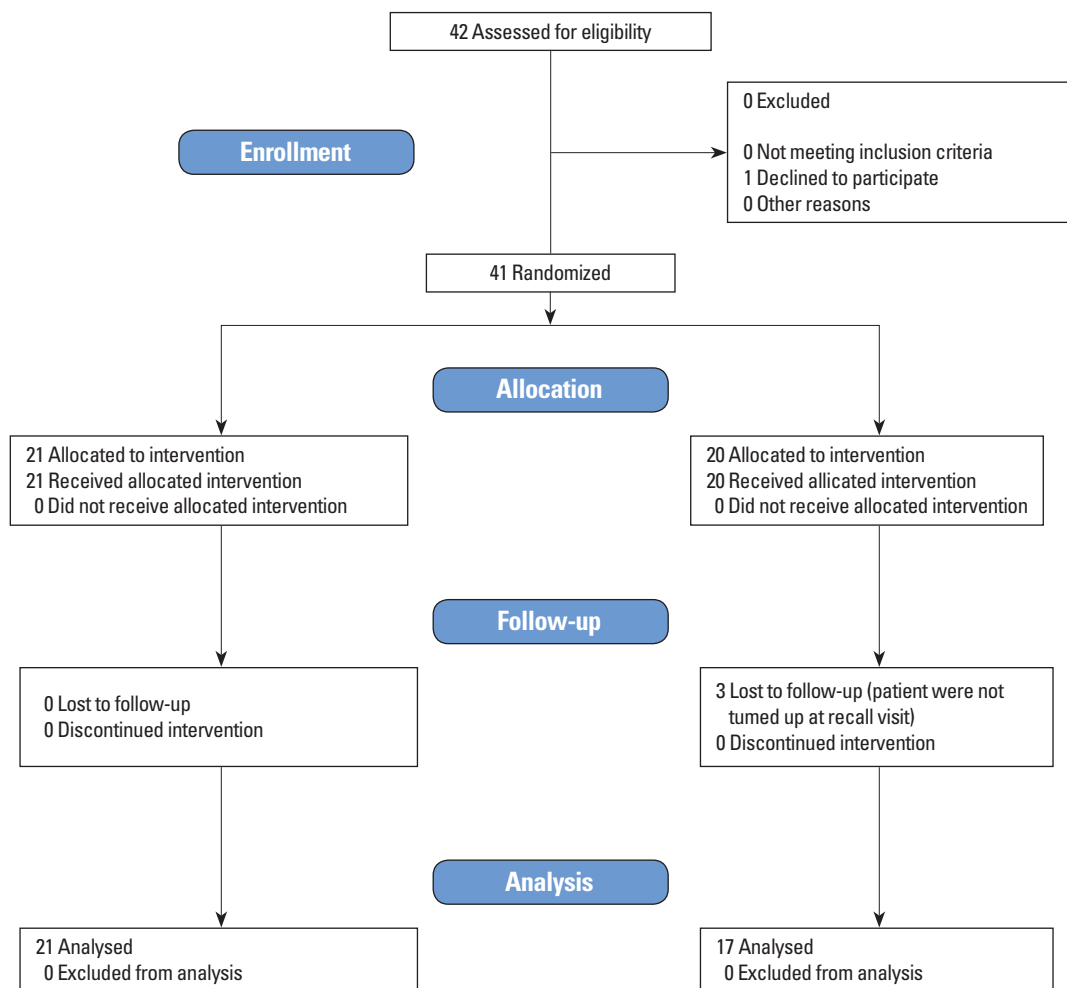 42 Assessed for eligibility
0 Excluded
Enrollment
0 Not meeting inclusion criteria
1 Declined to participate
0 Other reasons
41 Randomized
Allocation
21 Allocated to intervention
21 Received allocated intervention
0 Did not receive allocated intervention
20 Allocated to intervention
20 Received allicated intervention
0 Did not receive allocated intervention
Follow-up
0 Lost to follow-up
0 Discontinued intervention
3 Lost to follow-up (patient were not
tumed up at recall visit)
0 Discontinued intervention
Analysis
21 Analysed
0 Excluded from analysis
17 Analysed
0 Excluded from analysis